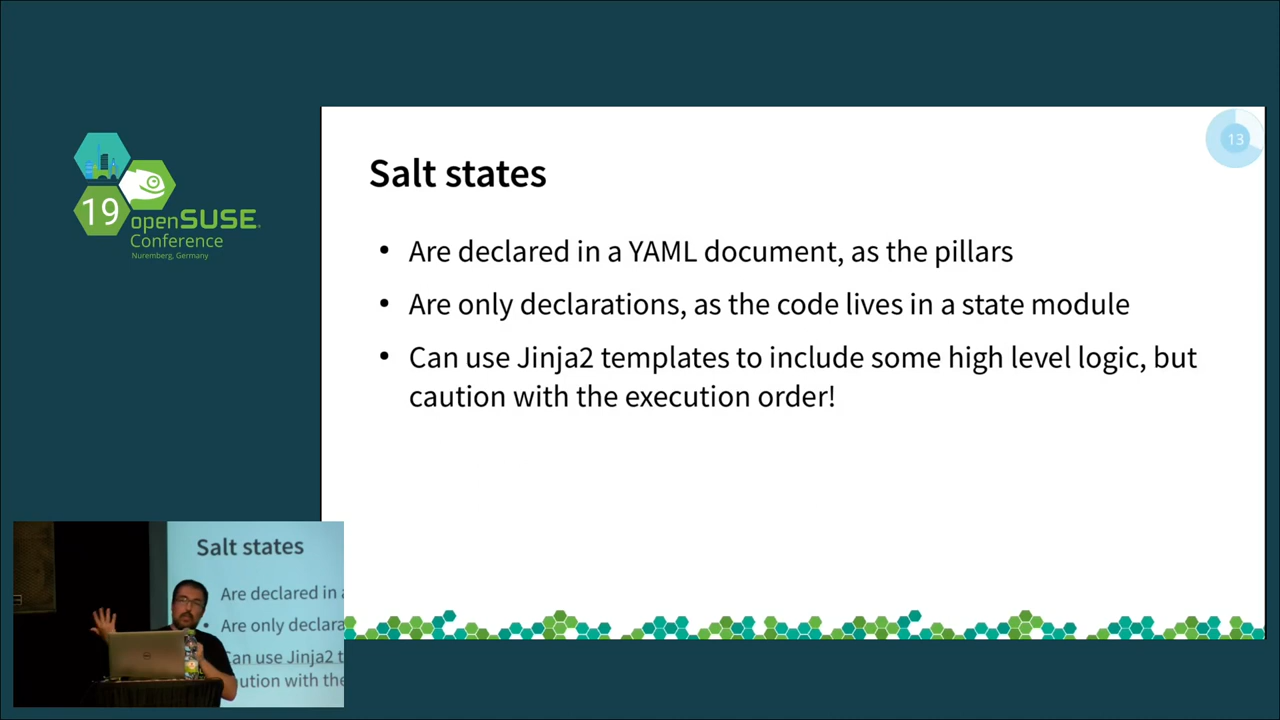 13
Salt states
• Are declared in a YAML document, as the pillars
• Are only declarations, as the code lives in a state module
• Can use Jinja2 templates to include some high level logic, but
caution with the execution order!
19
openSUSE
Conference
Nuremberg, Germany
Salt states
Are declared in a
• Are only declara
Can use Jinja2 t
ution with the